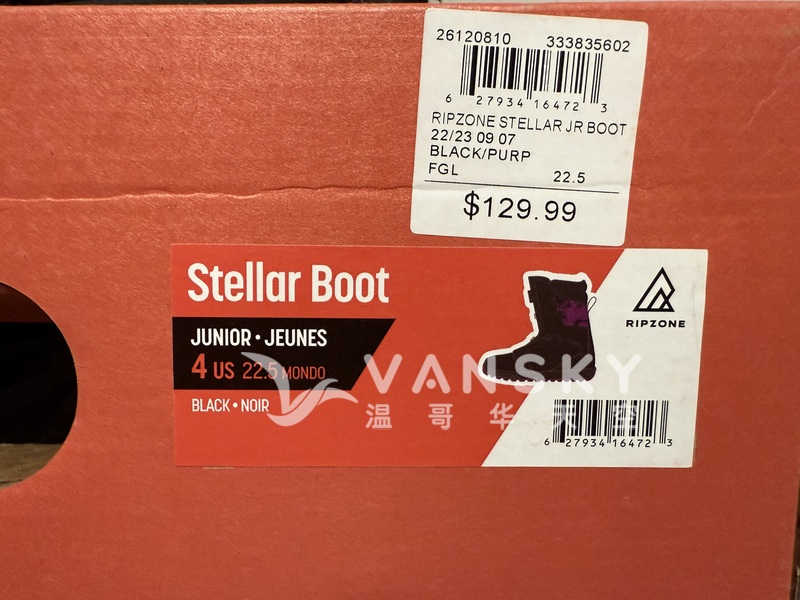 26120810 333835602
6 27934 16472 3
RIPZONE STELLAR JR BOOT
22/23 09 07
BLACK/PURP
FGL 22.5
$129.99
Stellar Boot
JUNIOR • JEUNES
4 US 22.5 MONDO
BLACK • NOIR
RIPZONE
6 27934 16472 3
VANSKY
温哥华天空